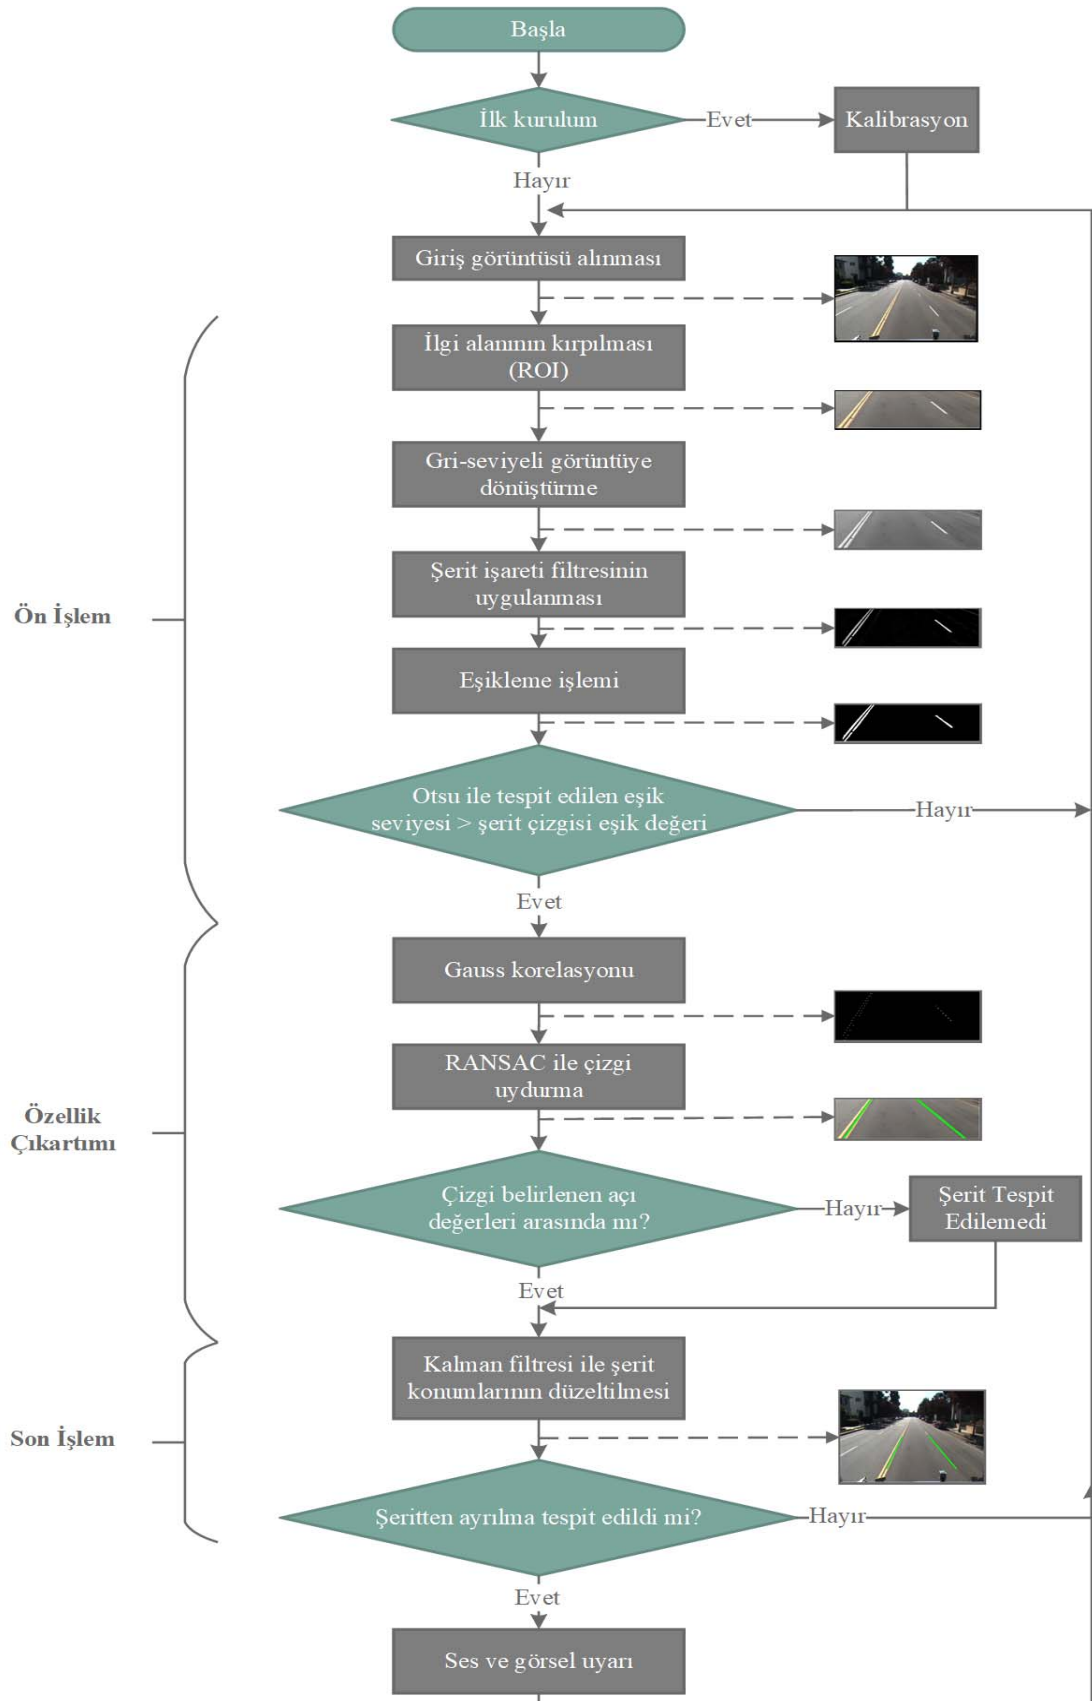 Başla
İlk kurulum
Evet
Kalibrasyon
Hayır
Giriş görüntüsü alınması
İlgi alanının kırpılması
(ROI)
Gri-seviyeli görüntüye
dönüştürme
Şerit işareti filtresinin
uygulanması
Ön İşlem
Eşikleme işlemi
Otsu ile tespit edilen eşik
seviyesi > şerit çizgisi eşik değeri
Hayır
Evet
Gauss korelasyonu
RANSAC ile çizgi
uydurma
Özellik
Çıkartımı
Çizgi belirlenen açı
değerleri arasında mı?
Hayır
Şerit Tespit
Edilemedi
Evet
Kalman filtresi ile şerit
konumlarının düzeltilmesi
Son İşlem
Şeritten ayrılma tespit edildi mi?
Hayır
Evet
Ses ve görsel uyarı